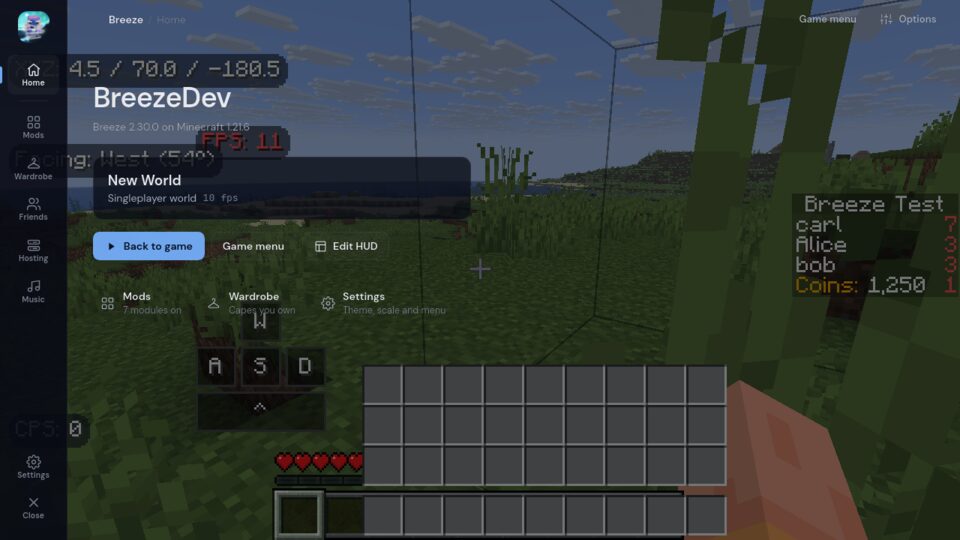 Breeze / Home
Game menu
Options
Home
XYZ: 4.5 / 70.0 / -180.5
BreezeDev
Breeze 2.30.0 on Minecraft 1.21.6
FPS: 11
Mods
Facing: West (54°)
Wardrobe
New World
Singleplayer world 10 fps
Friends
Breeze Test
carl 7
Alice 3
bob 3
Coins: 1,250 1
Hosting
Back to game
Game menu
Edit HUD
Music
Mods
7 modules on
Wardrobe
Capes you own
Settings
Theme, scale and menu
W
A S D
^
CPS: 0
Settings
Close